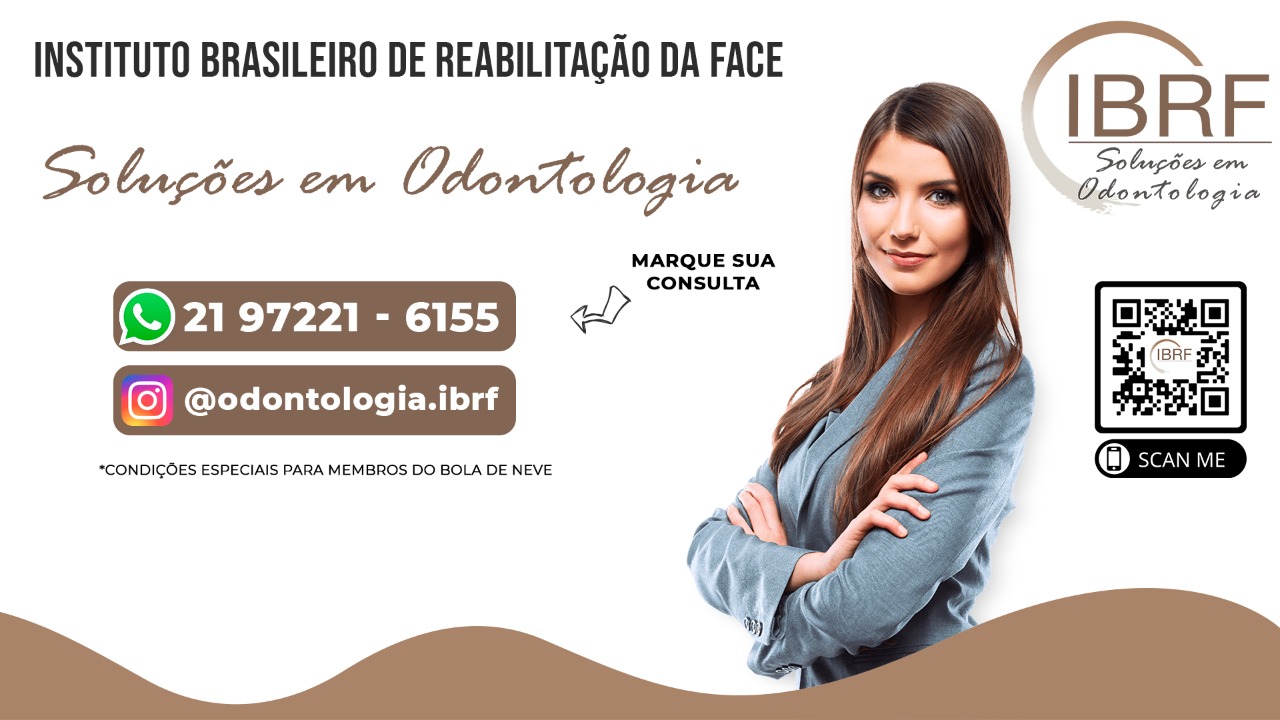 INSTITUTO BRASILEIRO DE REABILITAÇÃO DA FACE
Soluções em Odontologia
IBRF
Soluções em
Odontologia
MARQUE SUA
CONSULTA
21 97221 - 6155
@odontologia.ibrf
*CONDIÇÕES ESPECIAIS PARA MEMBROS DO BOLA DE NEVE
IBRF
SCAN ME